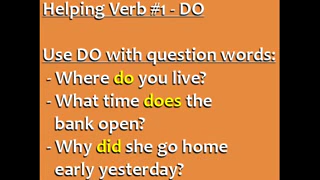 Helping Verb #1 - DO
Use DO with question words:
- Where do you live?
- What time does the
bank open?
- Why did she go home
early yesterday?